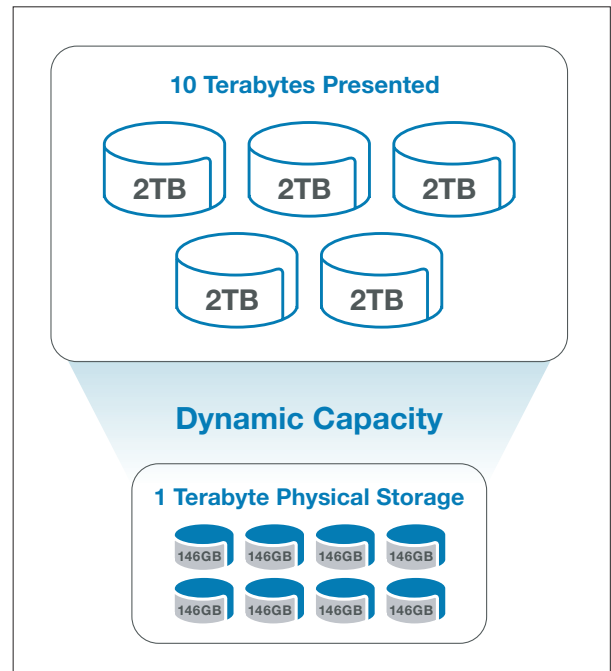 10 Terabytes Presented
2TB 2TB 2TB
2TB 2TB
Dynamic Capacity
1 Terabyte Physical Storage
146GB 146GB 146GB 146GB
146GB 146GB 146GB 146GB